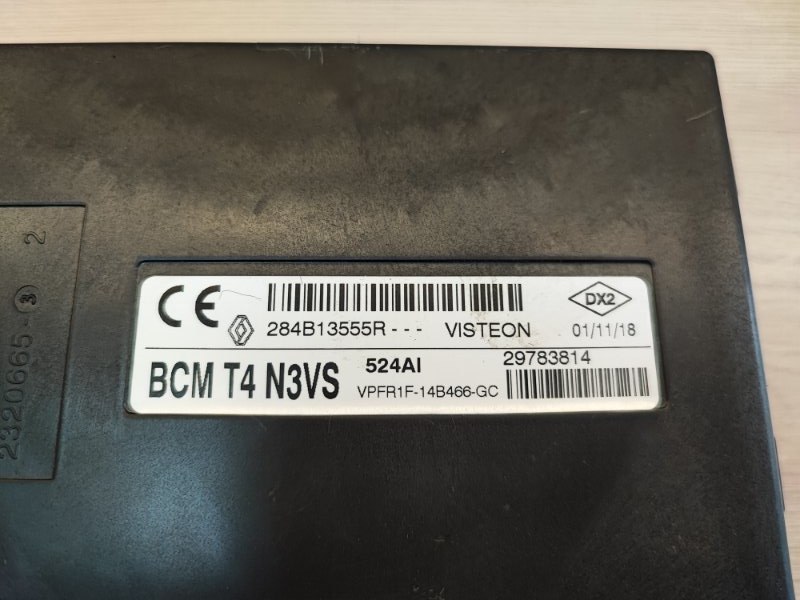 2320665-3 2
CE
284B13555R--- VISTEON
DX2
01/11/18
BCM T4 N3VS
524AI
VPFR1F-14B466-GC
29783814